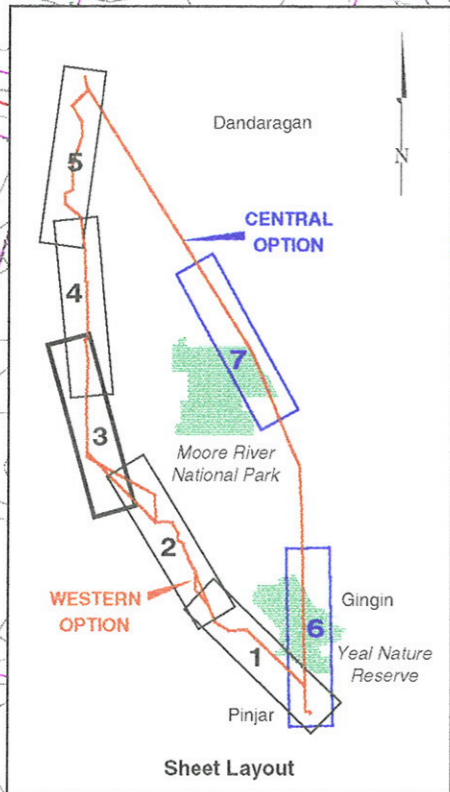 Dandaragan
N
5
CENTRAL
OPTION
4
7
3
Moore River
National Park
2
WESTERN
OPTION
Gingin
6
1
Yeal Nature
Reserve
Pinjar
Sheet Layout